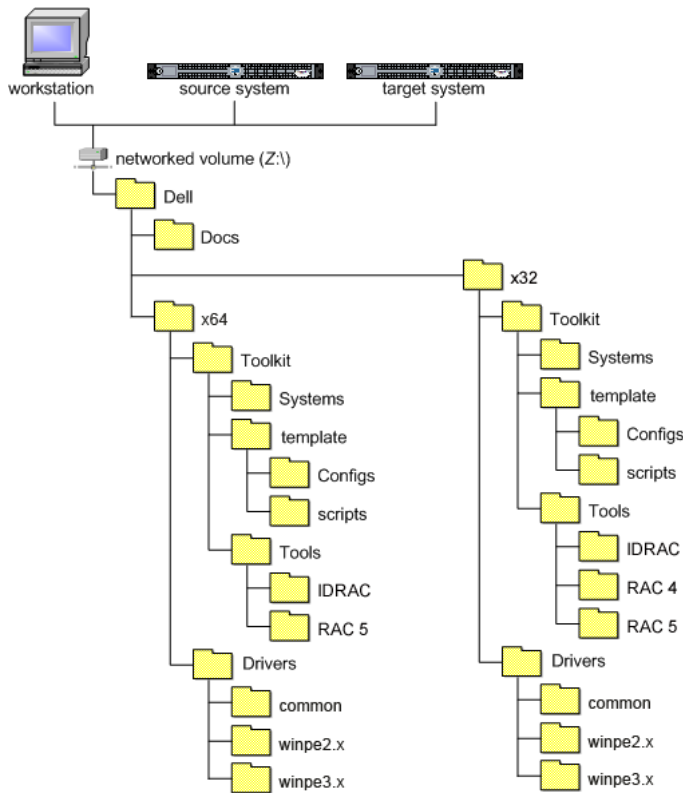 workstation
source system
target system
networked volume (Z:\)
Dell
Docs
x64
Toolkit
Systems
template
Configs
scripts
Tools
IDRAC
RAC 5
Drivers
common
winpe2.x
winpe3.x
x32
Toolkit
Systems
template
Configs
scripts
Tools
IDRAC
RAC 4
RAC 5
Drivers
common
winpe2.x
winpe3.x